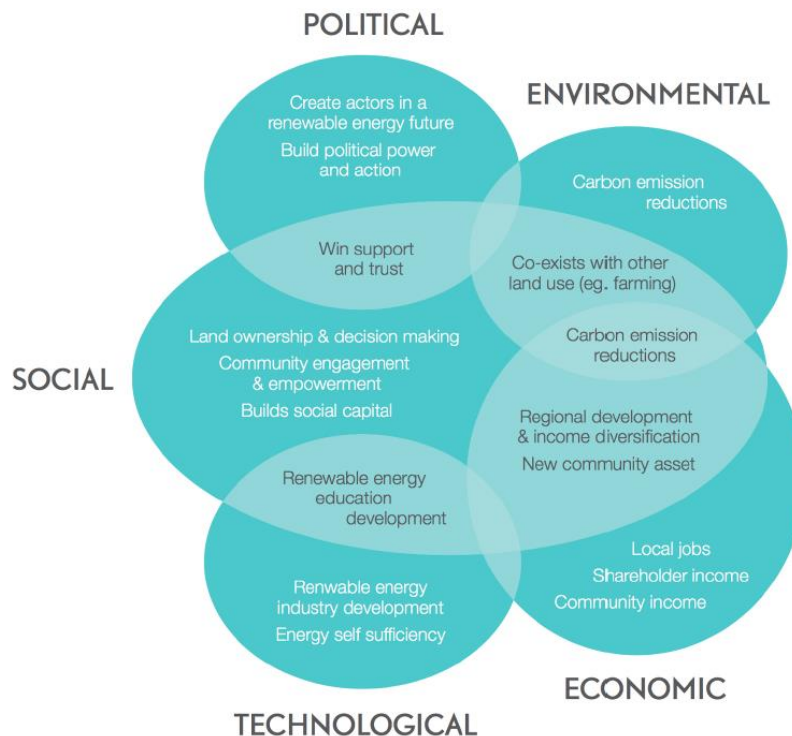 POLITICAL
Create actors in a
renewable energy future
Build political power
and action
ENVIRONMENTAL
Carbon emission
reductions
Win support
and trust
Co-exists with other
land use (eg. farming)
Carbon emission
reductions
SOCIAL
Land ownership & decision making
Community engagement
& empowerment
Builds social capital
Regional development
& income diversification
New community asset
Renewable energy
education
development
Local jobs
Shareholder income
Community income
Renwable energy
industry development
Energy self sufficiency
ECONOMIC
TECHNOLOGICAL